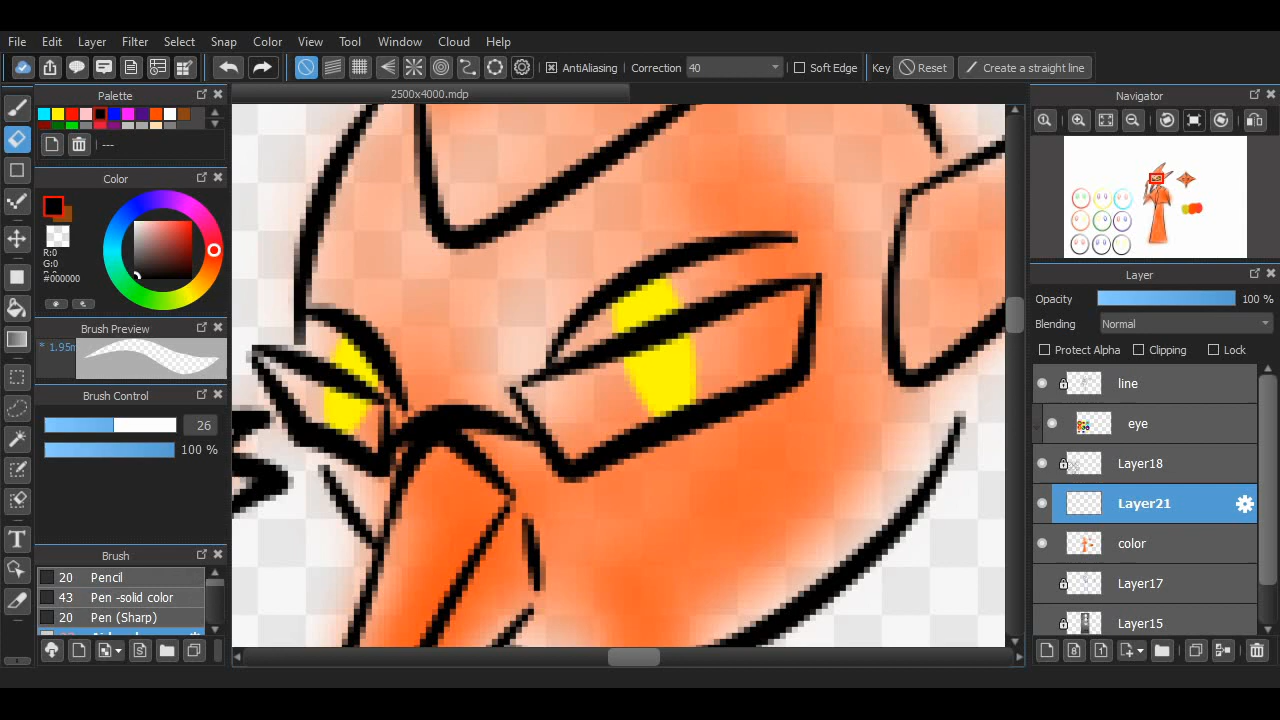 File Edit Layer Filter Select Snap Color View Tool Window Cloud Help
AntiAliasing Correction 40 Soft Edge Key Reset Create a straight line
Palette
2500x4000.mdp
Navigator
---
Color
R:0
G:0
#000000
Layer
Opacity 100 %
Blending Normal
Brush Preview
Protect Alpha Clipping Lock
line
Brush Control
26
eye
100 %
Layer18
Layer21
color
Brush
20 Pencil
Layer17
43 Pen -solid color
20 Pen (Sharp)
Layer15